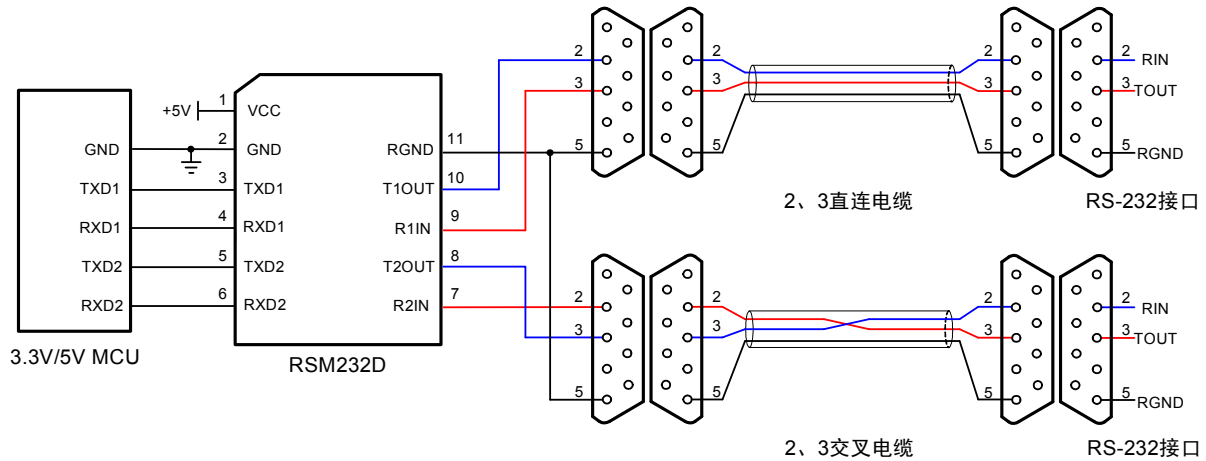 GND
TXD1
RXD1
TXD2
RXD2
3.3V/5V MCU
+5V
1
2
3
4
5
6
VCC
GND
TXD1
RXD1
TXD2
RXD2
RGND
T1OUT
R1IN
T2OUT
R2IN
11
10
9
8
7
RSM232D
2
3
5
2
3
5
2
3
5
2 RIN
3 TOUT
5 RGND
2、3直连电缆
RS-232接口
2
3
5
2
3
5
2
3
5
2 RIN
3 TOUT
5 RGND
2、3交叉电缆
RS-232接口